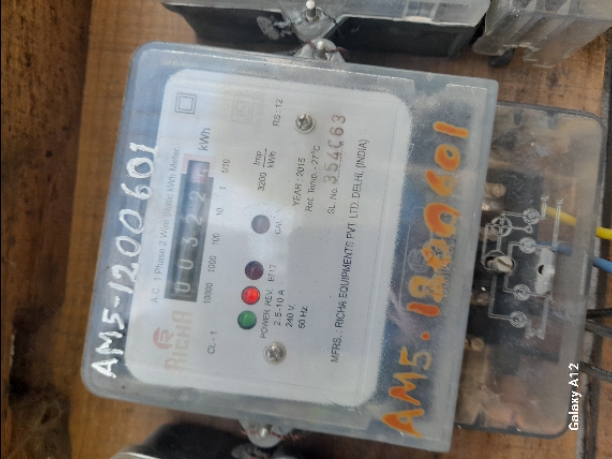 AM5-1200601
RICHA
A.C. 1 Phase 2 Wire Static kWh Meter
00322
kWh
10000 1000 100 10 1 1/10
CL-1
3200 Imp/kWh
RS:12
POWER REV. E/LT CAL
2.5-10 A
240 V.
50 Hz.
YEAR: 2015
Ref. Temp. - 27°C
SL No. 354C63
MFRS.: RICHA EQUIPMENTS PVT. LTD. DELHI, (INDIA)
AM5.1200601
Galaxy A12